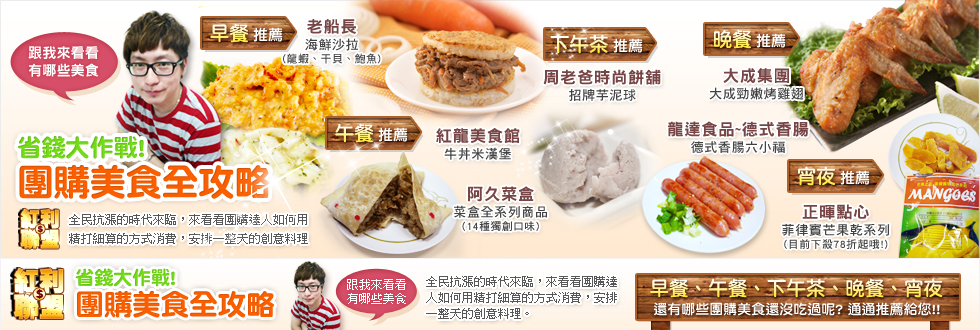 跟我來看看
有哪些美食
省錢大作戰!
團購美食全攻略
紅利
聯盟
全民抗漲的時代來臨，來看看團購達人如何用
精打細算的方式消費，安排一整天的創意料理
早餐 推薦
老船長
海鮮沙拉
(龍蝦、干貝、鮑魚)
午餐 推薦
紅龍美食館
牛丼米漢堡
阿久菜盒
菜盒全系列商品
(14種獨創口味)
下午茶 推薦
周老爸時尚餅舖
招牌芋泥球
晚餐 推薦
大成集團
大成勁嫩烤雞翅
龍達食品~德式香腸
德式香腸六小福
宵夜 推薦
正暉點心
菲律賓芒果乾系列
(目前下殺78折起哦!)
MANGOES
紅利
聯盟
省錢大作戰!
團購美食全攻略
跟我來看看
有哪些美食
全民抗漲的時代來臨，來看看團購達
人如何用精打細算的方式消費，安排
一整天的創意料理。
早餐、午餐、下午茶、晚餐、宵夜
還有哪些團購美食還沒吃過呢? 通通推薦給您!!